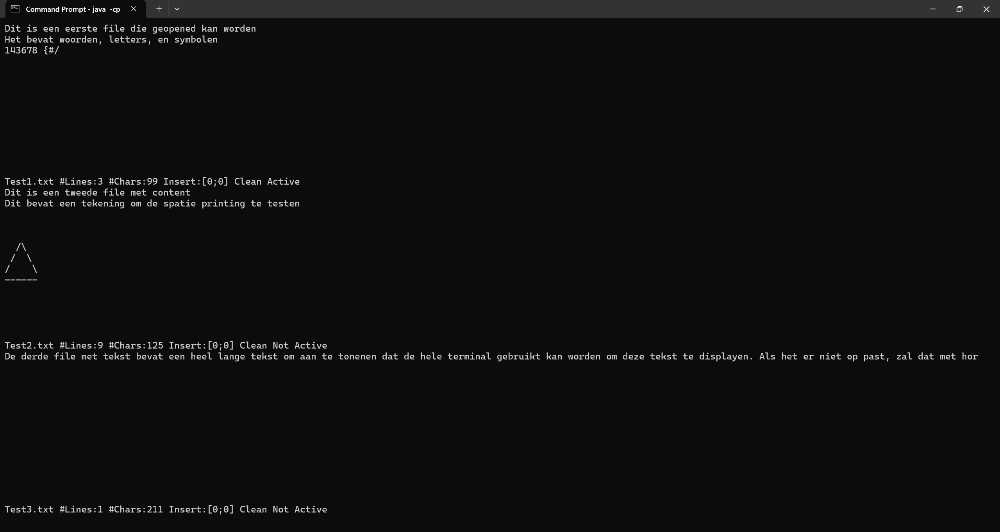 Command Prompt - java  -cp
Dit is een eerste file die geopened kan worden
Het bevat woorden, letters, en symbolen
143678 {#/
Test1.txt #Lines:3 #Chars:99 Insert:[0;0] Clean Active
Dit is een tweede file met content
Dit bevat een tekening om de spatie printing te testen
  /\
 /  \
/    \
------
Test2.txt #Lines:9 #Chars:125 Insert:[0;0] Clean Not Active
De derde file met tekst bevat een heel lange tekst om aan te tonenen dat de hele terminal gebruikt kan worden om deze tekst te displayen. Als het er niet op past, zal dat met hor
Test3.txt #Lines:1 #Chars:211 Insert:[0;0] Clean Not Active